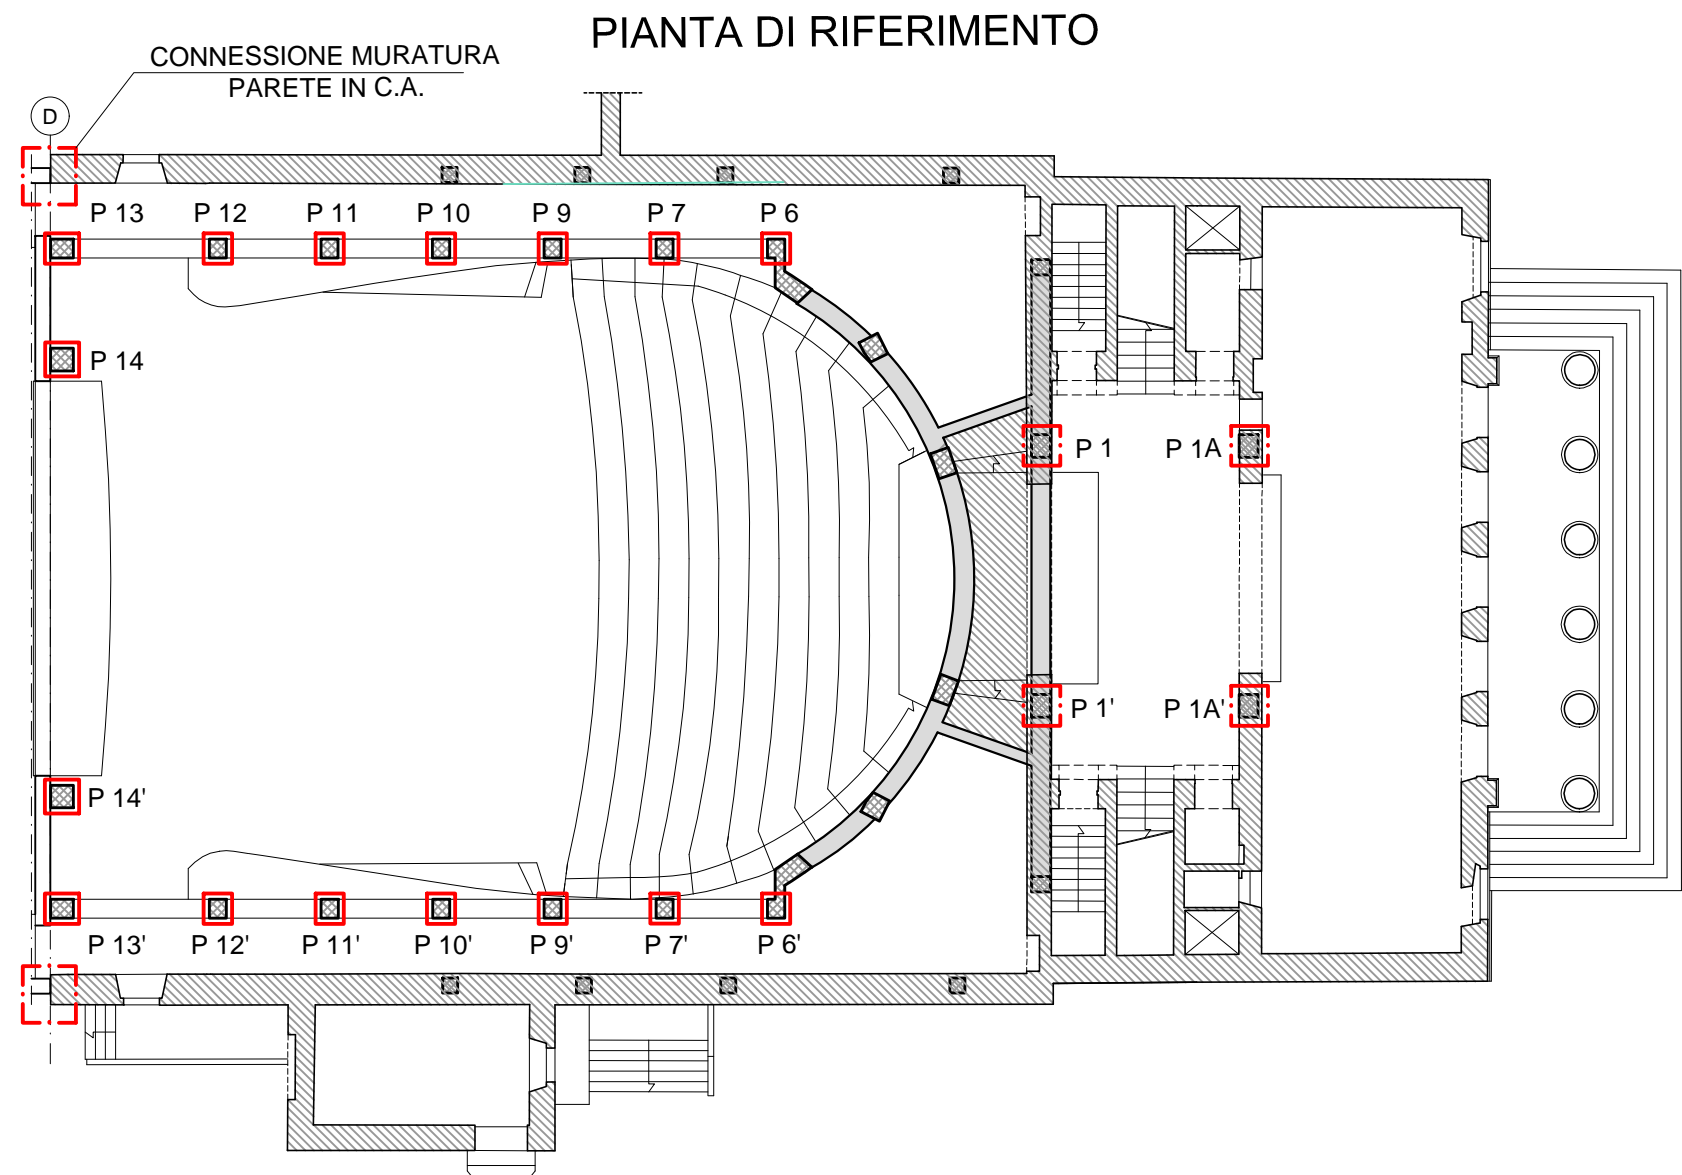 PIANTA DI RIFERIMENTO
CONNESSIONE MURATURA
PARETE IN C.A.
D
P 13
P 12
P 11
P 10
P 9
P 7
P 6
P 14
P 1
P 1A
P 1'
P 1A'
P 14'
P 13'
P 12'
P 11'
P 10'
P 9'
P 7'
P 6'